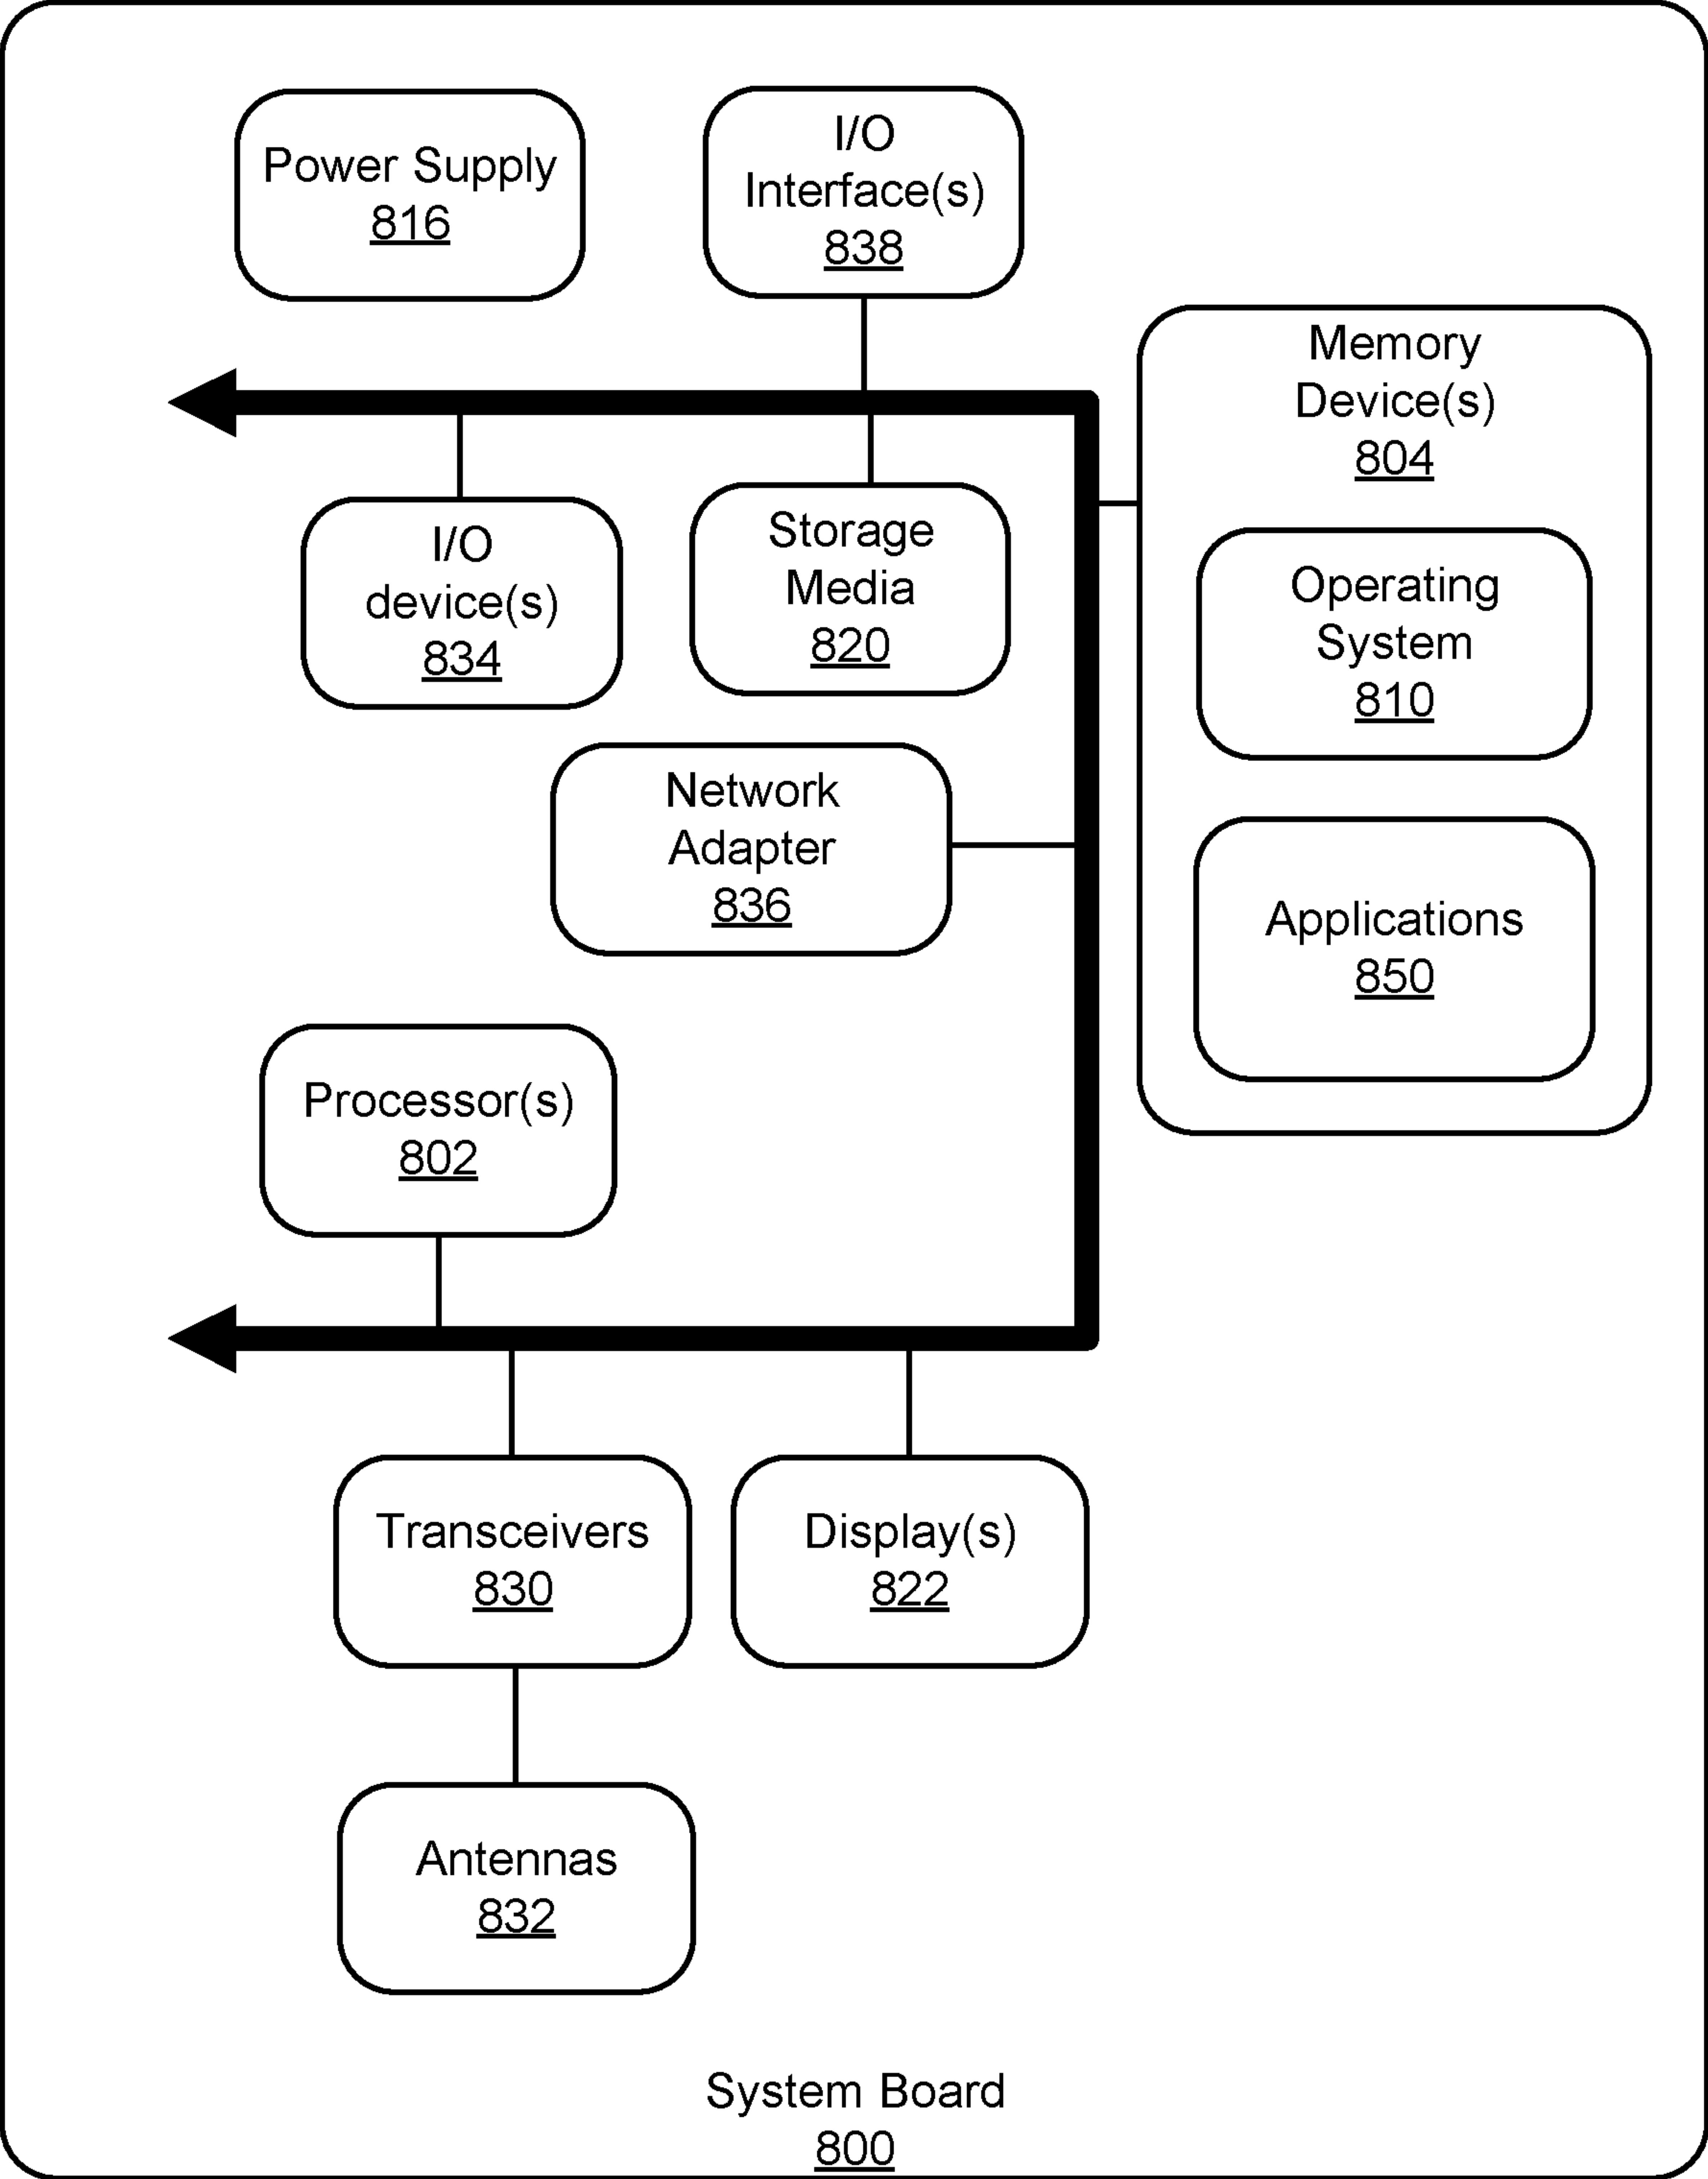 Power Supply
816
I/O
Interface(s)
838
Memory
Device(s)
804
I/O
device(s)
834
Storage
Media
820
Operating
System
810
Network
Adapter
836
Applications
850
Processor(s)
802
Transceivers
830
Display(s)
822
Antennas
832
System Board
800